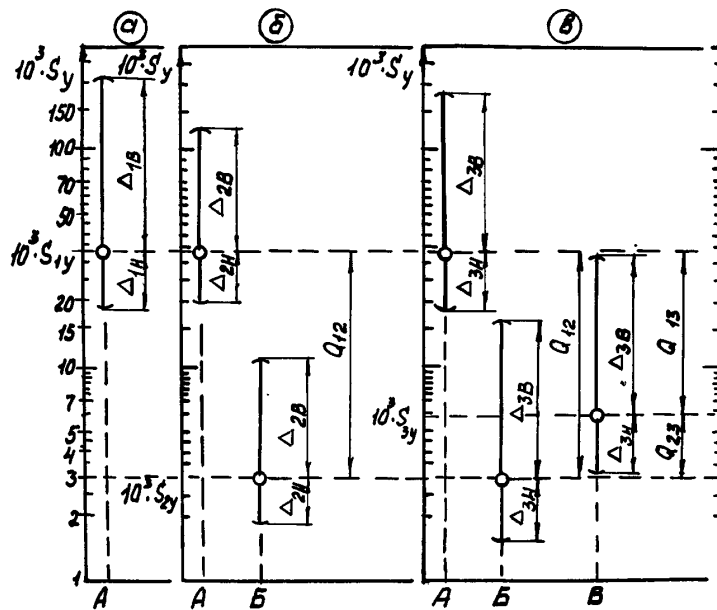 а б в
10³·Sy 10³·Sy 10³·Sy
150
100
70
50
10³·S1y
20
15
10
7
5
4
3
2
1
Δ1В
Δ1Н
Δ2В
Δ2Н
Q12
Δ2В
Δ2Н
10³·S2y
Δ3В
Δ3Н
Q12
Δ3В
Q13
Δ3В
10³·S3y
Δ3Н
Q23
Δ3Н
А А Б А Б В